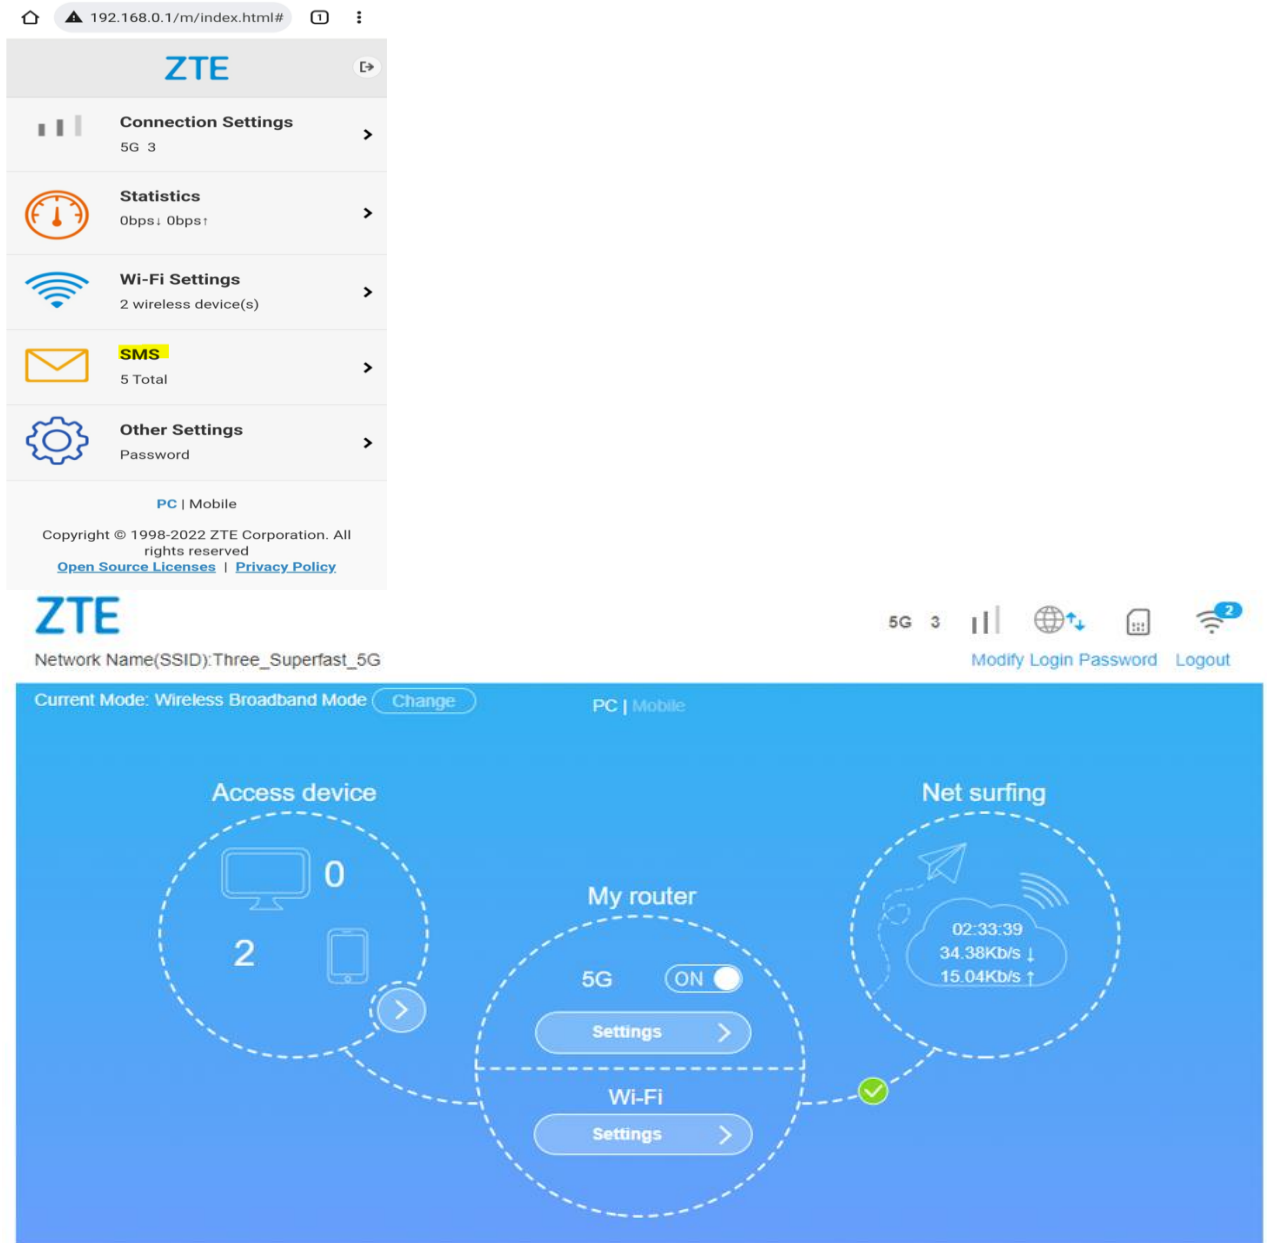 192.168.0.1/m/index.html#
1
ZTE
Connection Settings
5G 3
Statistics
0bps↓ 0bps↑
Wi-Fi Settings
2 wireless device(s)
SMS
5 Total
Other Settings
Password
PC | Mobile
Copyright © 1998-2022 ZTE Corporation. All
rights reserved
Open Source Licenses | Privacy Policy
ZTE
5G 3
2
Network Name(SSID):Three_Superfast_5G
Modify Login Password Logout
Current Mode: Wireless Broadband Mode Change
PC | Mobile
Access device
Net surfing
0
2
My router
5G ON
Settings
Wi-Fi
Settings
02:33:39
34.38Kb/s ↓
15.04Kb/s ↑